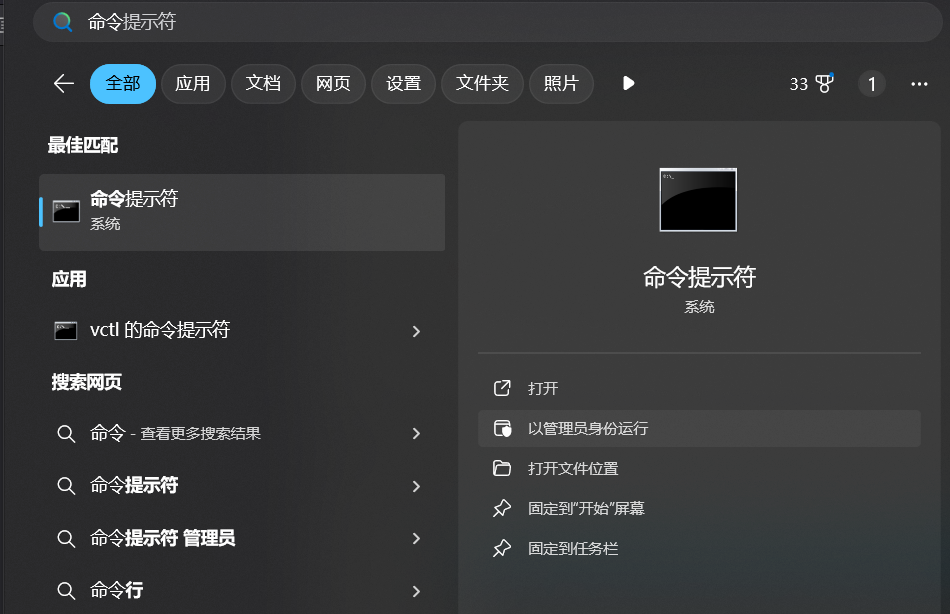 命令提示符
全部 应用 文档 网页 设置 文件夹 照片 33 1
最佳匹配
命令提示符
系统
应用
vctl 的命令提示符
搜索网页
命令 - 查看更多搜索结果
命令提示符
命令提示符 管理员
命令行
命令提示符
系统
打开
以管理员身份运行
打开文件位置
固定到"开始"屏幕
固定到任务栏